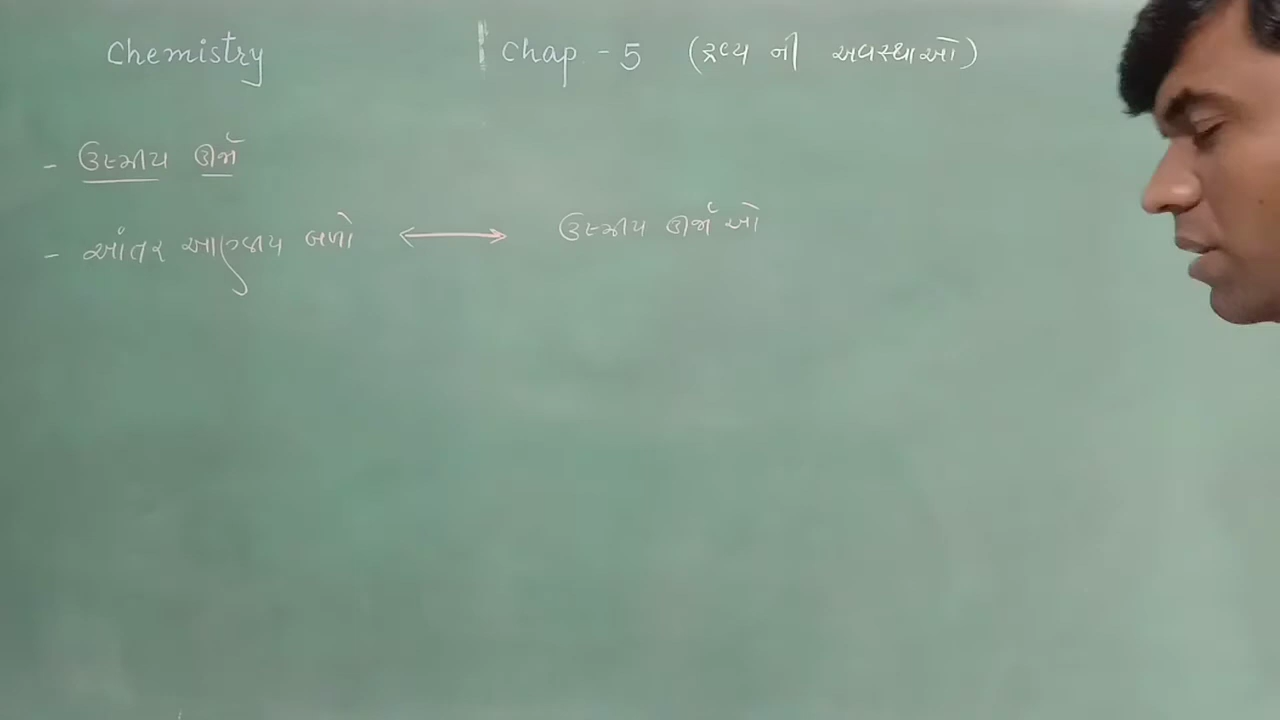 Chemistry Chap - 5 (દ્રવ્ય ની અવસ્થાઓ)
- ઉષ્મીય ઊર્જા
- આંતર આણ્વીય બળો ⟷ ઉષ્મીય ઊર્જા ઓ